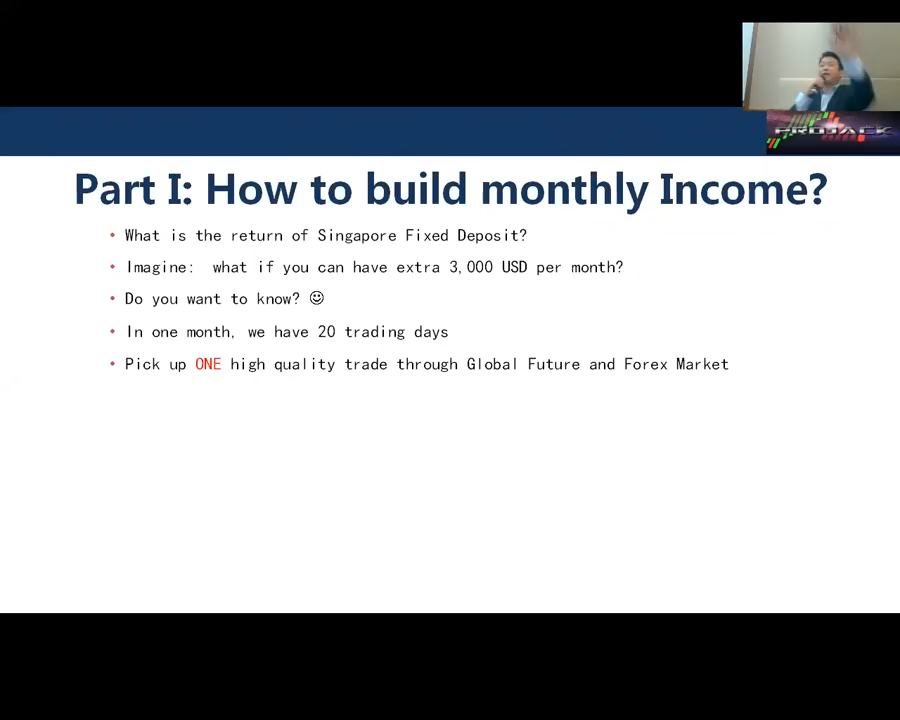 PROJACK
Part I: How to build monthly Income?
• What is the return of Singapore Fixed Deposit?
• Imagine: what if you can have extra 3,000 USD per month?
• Do you want to know? ☺
• In one month, we have 20 trading days
• Pick up ONE high quality trade through Global Future and Forex Market